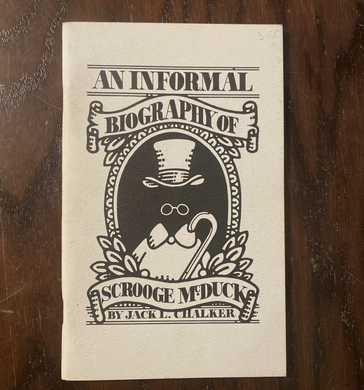 AN INFORMAL
BIOGRAPHY OF
SCROOGE McDUCK
BY JACK L. CHALKER